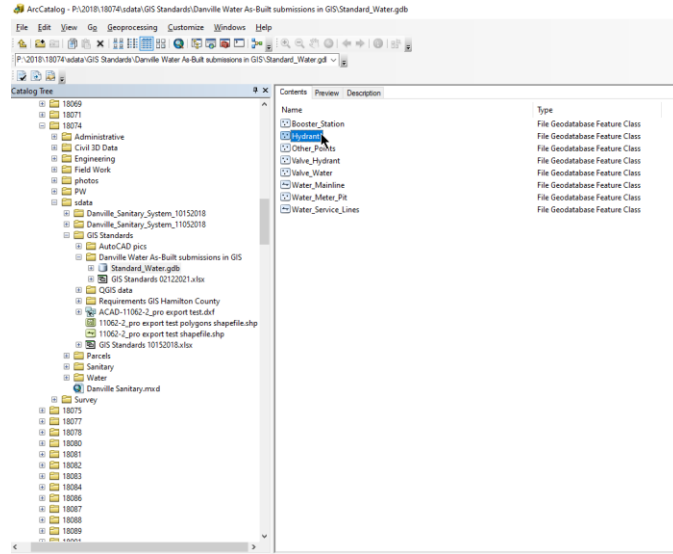 ArcCatalog - P:\2018\18074\sdata\GIS Standards\Danville Water As-Built submissions in GIS\Standard_Water.gdb
File Edit View Go Geoprocessing Customize Windows Help
P:\2018\18074\sdata\GIS Standards\Danville Water As-Built submissions in GIS\Standard_Water.gd
Catalog Tree
18069
18071
18074
Administrative
Civil 3D Data
Engineering
Field Work
photos
PW
sdata
Danville_Sanitary_System_10152018
Danville_Sanitary_System_11052018
GIS Standards
AutoCAD pics
Danville Water As-Built submissions in GIS
Standard_Water.gdb
GIS Standards 02122021.xlsx
QGIS data
Requirements GIS Hamilton County
ACAD-11062-2_pro export test.dxf
11062-2_pro export test polygons shapefile.shp
11062-2_pro export test shapefile.shp
GIS Standards 10152018.xlsx
Parcels
Sanitary
Water
Danville Sanitary.mxd
Survey
18075
18077
18078
18080
18081
18082
18083
18084
18086
18087
18088
18089
Contents Preview Description
Name Type
Booster_Station File Geodatabase Feature Class
Hydrant File Geodatabase Feature Class
Other_Points File Geodatabase Feature Class
Valve_Hydrant File Geodatabase Feature Class
Valve_Water File Geodatabase Feature Class
Water_Mainline File Geodatabase Feature Class
Water_Meter_Pit File Geodatabase Feature Class
Water_Service_Lines File Geodatabase Feature Class